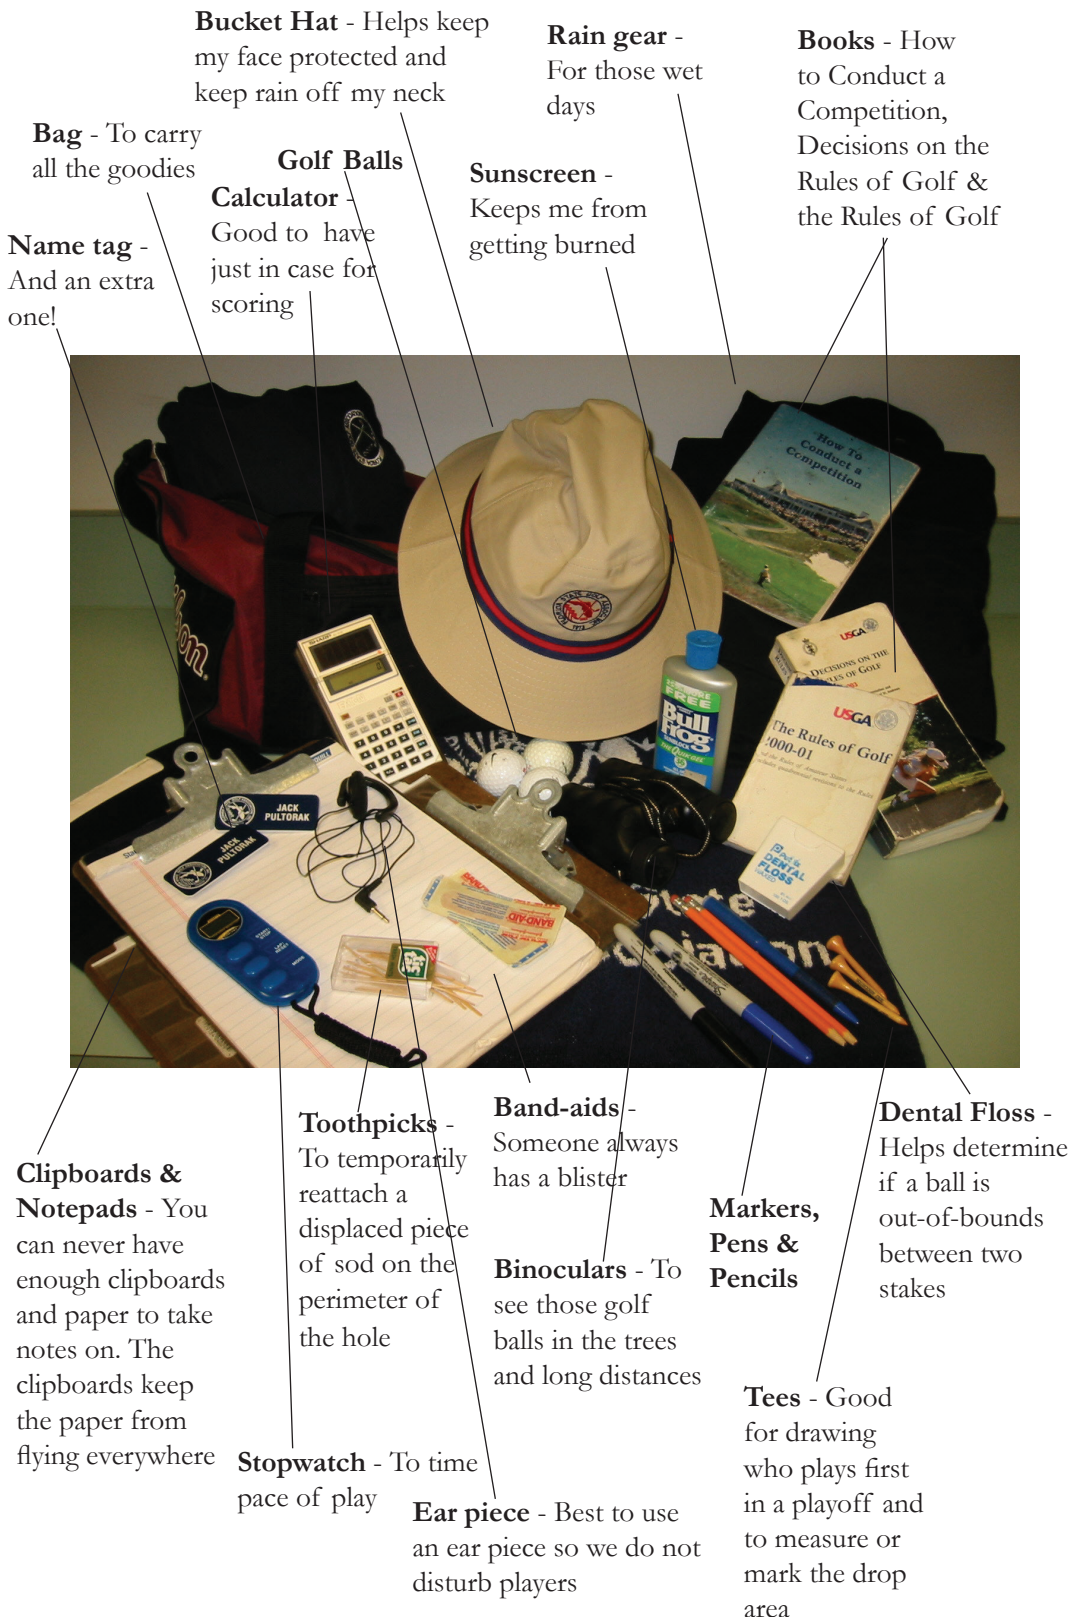 Bucket Hat - Helps keep
my face protected and
keep rain off my neck
Rain gear -
For those wet
days
Books - How
to Conduct a
Competition,
Decisions on the
Rules of Golf &
the Rules of Golf
Bag - To carry
all the goodies
Golf Balls
Calculator -
Good to have
just in case for
scoring
Sunscreen -
Keeps me from
getting burned
Name tag -
And an extra
one!
How To
Conduct a
Competition
USGA
DECISIONS ON THE
RULES OF GOLF
USGA
The Rules of Golf
2000-01
FREE
Bull
Frog
SUNBLOCK
JACK
PULTORAK
JACK
PULTORAK
DENTAL
FLOSS
WAXED
BAND-AID
MODE
Toothpicks -
To temporarily
reattach a
displaced piece
of sod on the
perimeter of
the hole
Band-aids -
Someone always
has a blister
Dental Floss -
Helps determine
if a ball is
out-of-bounds
between two
stakes
Clipboards &
Notepads - You
can never have
enough clipboards
and paper to take
notes on. The
clipboards keep
the paper from
flying everywhere
Markers,
Pens &
Pencils
Binoculars - To
see those golf
balls in the trees
and long distances
Tees - Good
for drawing
who plays first
in a playoff and
to measure or
mark the drop
area
Stopwatch - To time
pace of play
Ear piece - Best to use
an ear piece so we do not
disturb players